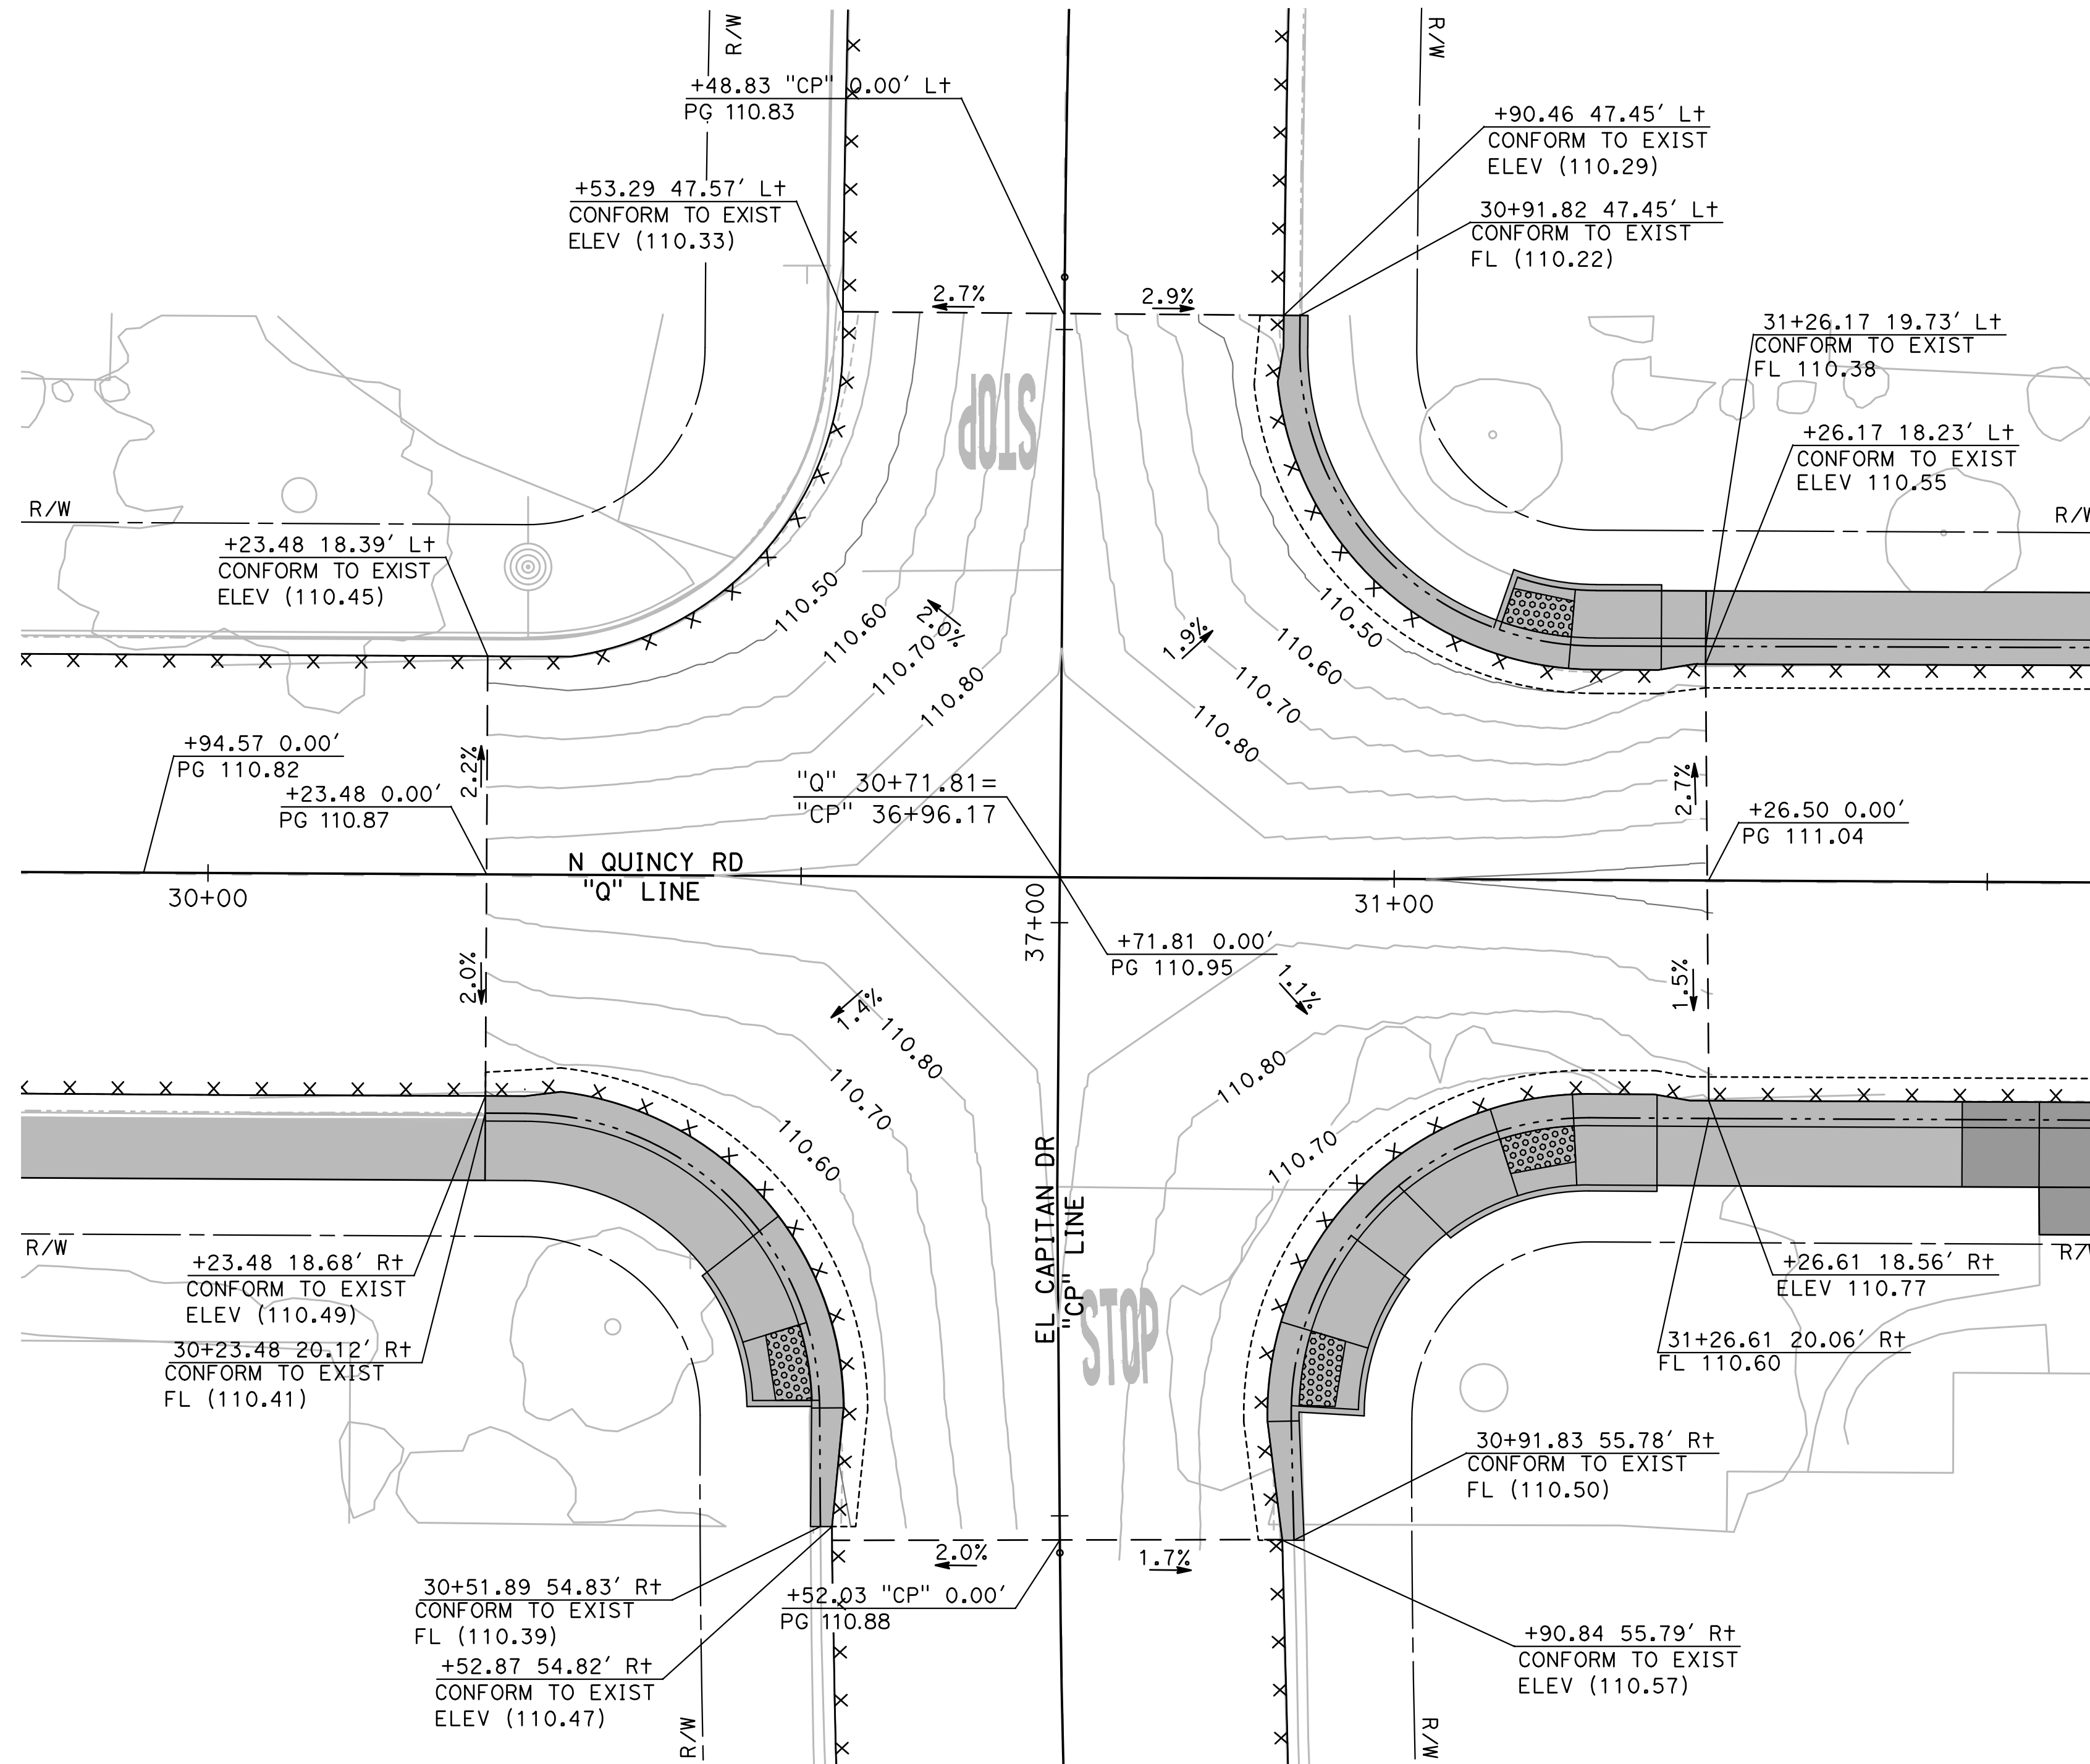 R/W
R/W
+48.83 "CP" 0.00' Lt
PG 110.83
+90.46 47.45' Lt
CONFORM TO EXIST
ELEV (110.29)
+53.29 47.57' Lt
CONFORM TO EXIST
ELEV (110.33)
30+91.82 47.45' Lt
CONFORM TO EXIST
FL (110.22)
2.7%
2.9%
31+26.17 19.73' Lt
CONFORM TO EXIST
FL 110.38
STOP
+26.17 18.23' Lt
CONFORM TO EXIST
ELEV 110.55
R/W
R/W
+23.48 18.39' Lt
CONFORM TO EXIST
ELEV (110.45)
110.50
110.60
2.0%
110.70
110.80
1.9%
110.50
110.60
110.70
110.80
+94.57 0.00'
PG 110.82
2.2%
+23.48 0.00'
PG 110.87
"Q" 30+71.81=
"CP" 36+96.17
2.7%
+26.50 0.00'
PG 111.04
N QUINCY RD
"Q" LINE
30+00
31+00
37+00
+71.81 0.00'
PG 110.95
2.0%
1.4%
1.1%
1.5%
110.80
110.70
110.60
110.80
110.70
EL CAPITAN DR
"CP" LINE
STOP
R/W
R/W
+23.48 18.68' Rt
CONFORM TO EXIST
ELEV (110.49)
+26.61 18.56' Rt
ELEV 110.77
30+23.48 20.12' Rt
CONFORM TO EXIST
FL (110.41)
31+26.61 20.06' Rt
FL 110.60
30+91.83 55.78' Rt
CONFORM TO EXIST
FL (110.50)
2.0%
1.7%
30+51.89 54.83' Rt
CONFORM TO EXIST
FL (110.39)
+52.03 "CP" 0.00'
PG 110.88
+90.84 55.79' Rt
CONFORM TO EXIST
ELEV (110.57)
+52.87 54.82' Rt
CONFORM TO EXIST
ELEV (110.47)
R/W
R/W